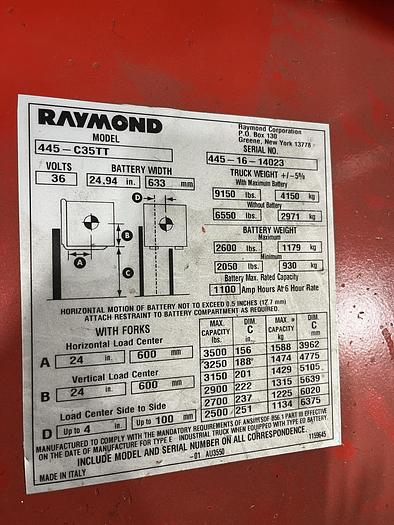 RAYMOND
Raymond Corporation
P.O. Box 130
Greene, New York 13778
MODEL
445-C35TT
SERIAL NO.
445-16-14023
VOLTS
36
BATTERY WIDTH
24.94 in. 633 mm
TRUCK WEIGHT +/-5%
With Maximum Battery
9150 lbs. 4150 kg
Without Battery
6550 lbs. 2971 kg
BATTERY WEIGHT
Maximum
2600 lbs. 1179 kg
Minimum
2050 lbs. 930 kg
Battery Max. Rated Capacity
1100 Amp Hours At 6 Hour Rate
D
B
A
C
HORIZONTAL MOTION OF BATTERY NOT TO EXCEED 0.5 INCHES (12.7 mm)
ATTACH RESTRAINT TO BATTERY COMPARTMENT AS REQUIRED.
WITH FORKS
Horizontal Load Center
A 24 in. 600 mm
Vertical Load Center
B 24 in. 600 mm
Load Center Side to Side
D Up to 4 in. Up to 100 mm
MAX. CAPACITY lbs. DIM. C in. MAX. CAPACITY kg DIM. C mm
3500 156 1588 3962
3250 188 1474 4775
3150 201 1429 5105
2900 222 1315 5639
2700 237 1225 6020
2500 251 1134 6375
MANUFACTURED TO COMPLY WITH THE MANDATORY REQUIREMENTS OF ANSI/ITSDF B56.1 PART III EFFECTIVE
ON THE DATE OF MANUFACTURE FOR TYPE E INDUSTRIAL TRUCK WHEN EQUIPPED WITH TYPE EO BATTERY.
INCLUDE MODEL AND SERIAL NUMBER ON ALL CORRESPONDENCE.
MADE IN ITALY
-01 AU3550
1159645